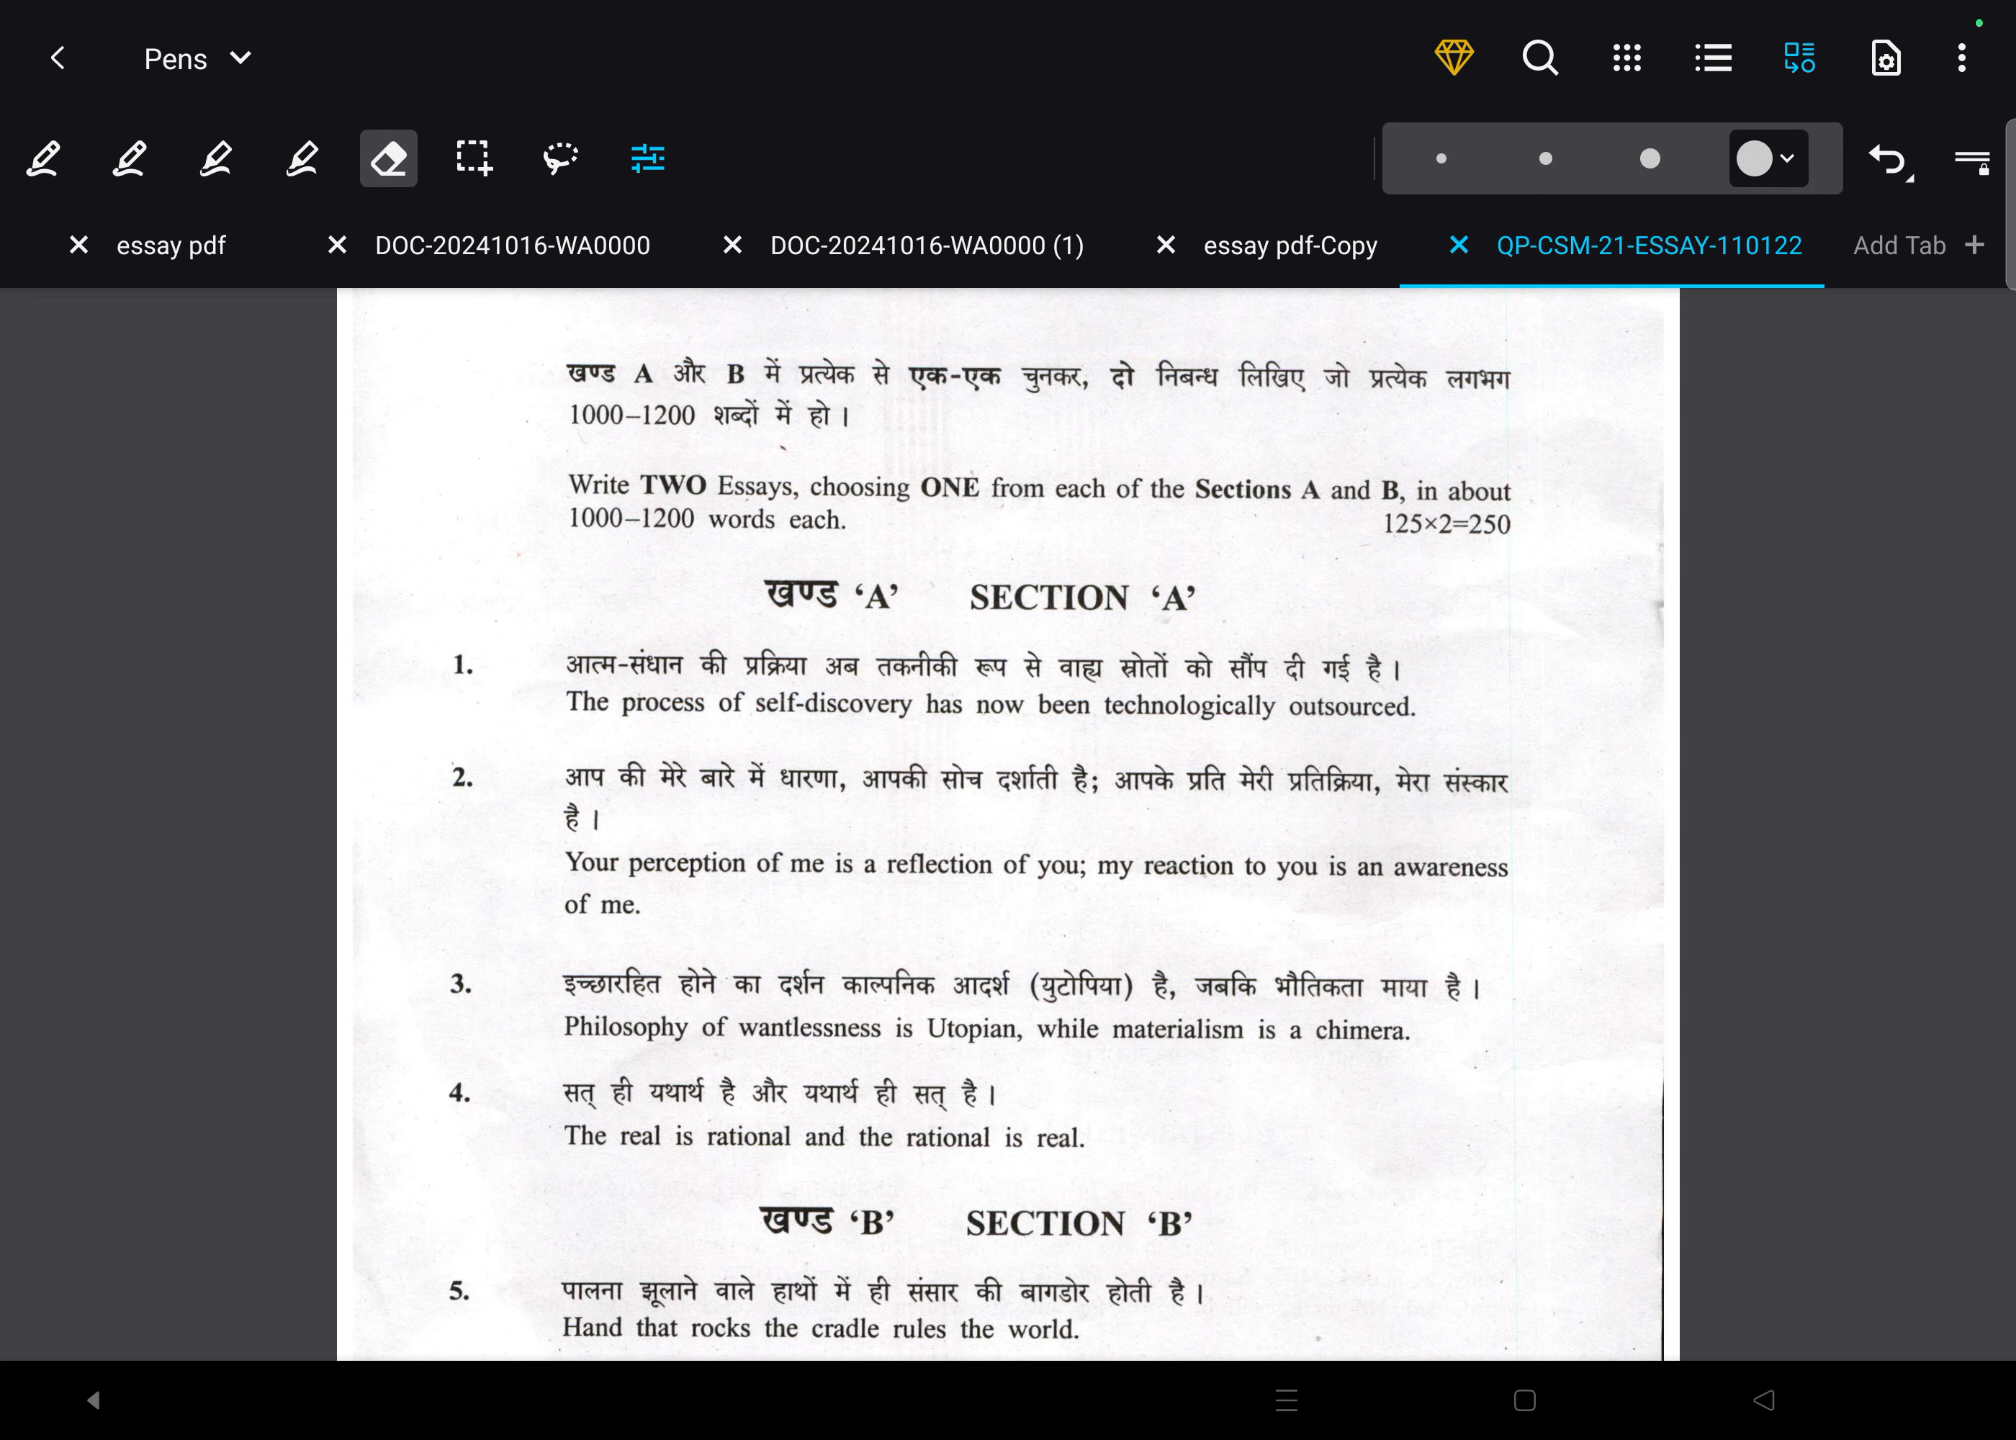 Pens
essay pdf
DOC-20241016-WA0000
DOC-20241016-WA0000 (1)
essay pdf-Copy
QP-CSM-21-ESSAY-110122
Add Tab +
खण्ड A और B में प्रत्येक से एक-एक चुनकर, दो निबन्ध लिखिए जो प्रत्येक लगभग
1000–1200 शब्दों में हो ।
Write TWO Essays, choosing ONE from each of the Sections A and B, in about
1000–1200 words each. 125×2=250
खण्ड ‘A’ SECTION ‘A’
1. आत्म-संधान की प्रक्रिया अब तकनीकी रूप से वाह्य स्रोतों को सौंप दी गई है ।
The process of self-discovery has now been technologically outsourced.
2. आप की मेरे बारे में धारणा, आपकी सोच दर्शाती है; आपके प्रति मेरी प्रतिक्रिया, मेरा संस्कार
है ।
Your perception of me is a reflection of you; my reaction to you is an awareness
of me.
3. इच्छारहित होने का दर्शन काल्पनिक आदर्श (युटोपिया) है, जबकि भौतिकता माया है ।
Philosophy of wantlessness is Utopian, while materialism is a chimera.
4. सत् ही यथार्थ है और यथार्थ ही सत् है ।
The real is rational and the rational is real.
खण्ड ‘B’ SECTION ‘B’
5. पालना झूलाने वाले हाथों में ही संसार की बागडोर होती है ।
Hand that rocks the cradle rules the world.